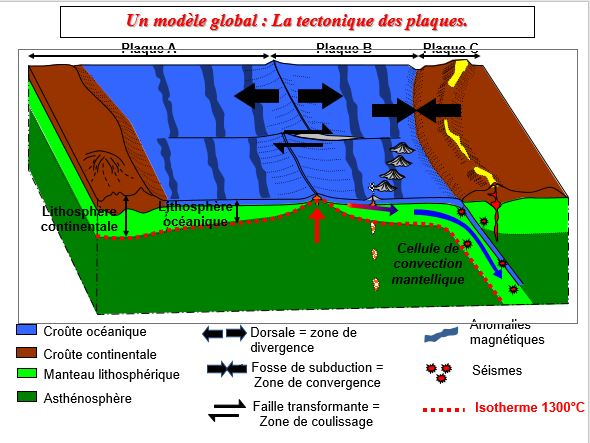 Un modèle global : La tectonique des plaques.
Plaque A
Plaque B
Plaque C
Lithosphère
continentale
Lithosphère
océanique
Cellule de
convection
mantellique
Croûte océanique
Croûte continentale
Manteau lithosphérique
Asthénosphère
Dorsale = zone de
divergence
Fosse de subduction =
Zone de convergence
Faille transformante =
Zone de coulissage
Anomalies
magnétiques
Séismes
Isotherme 1300°C